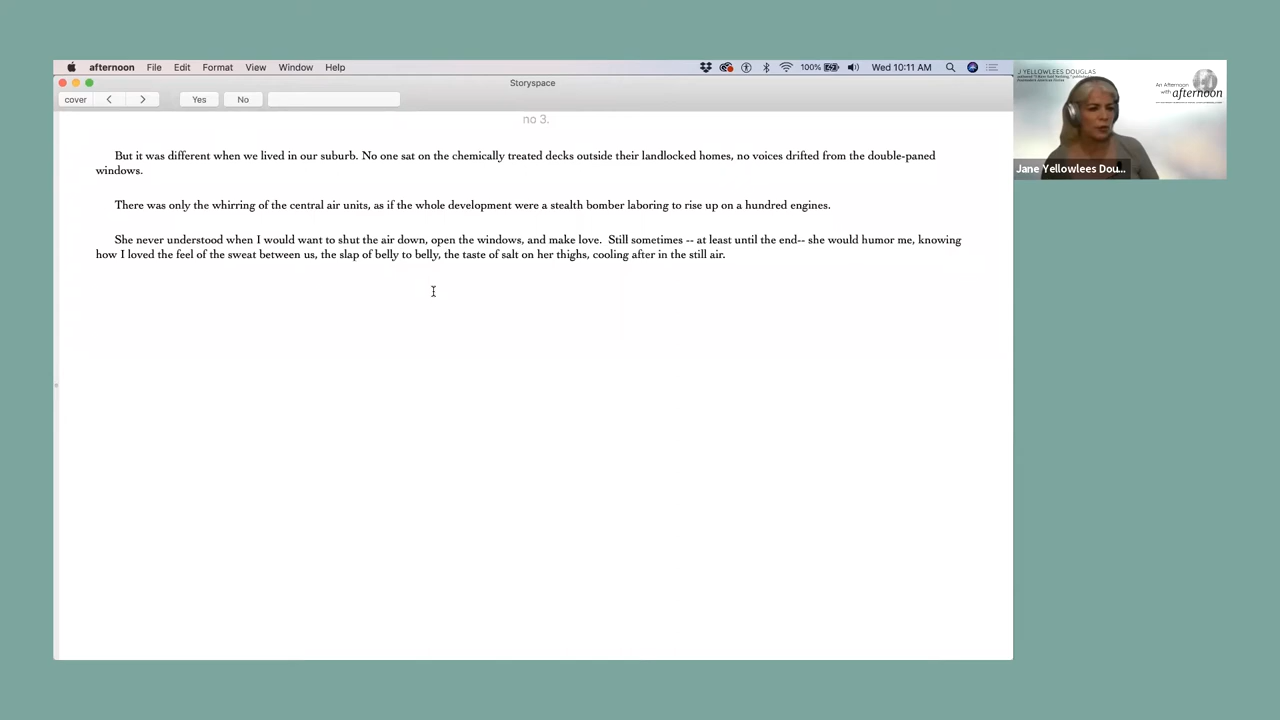 afternoon File Edit Format View Window Help 100% Wed 10:11 AM
Storyspace
cover Yes No
no 3.
But it was different when we lived in our suburb. No one sat on the chemically treated decks outside their landlocked homes, no voices drifted from the double-paned
windows.
There was only the whirring of the central air units, as if the whole development were a stealth bomber laboring to rise up on a hundred engines.
She never understood when I would want to shut the air down, open the windows, and make love. Still sometimes -- at least until the end-- she would humor me, knowing
how I loved the feel of the sweat between us, the slap of belly to belly, the taste of salt on her thighs, cooling after in the still air.
J YELLOWLEES DOUGLAS
An Afternoon
with afternoon
Jane Yellowlees Dou...